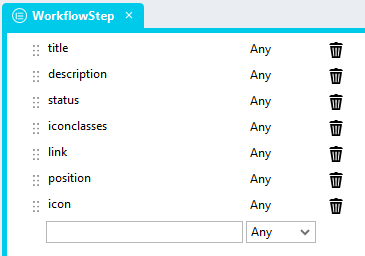 WorkflowStep ×
title Any
description Any
status Any
iconclasses Any
link Any
position Any
icon Any
Any